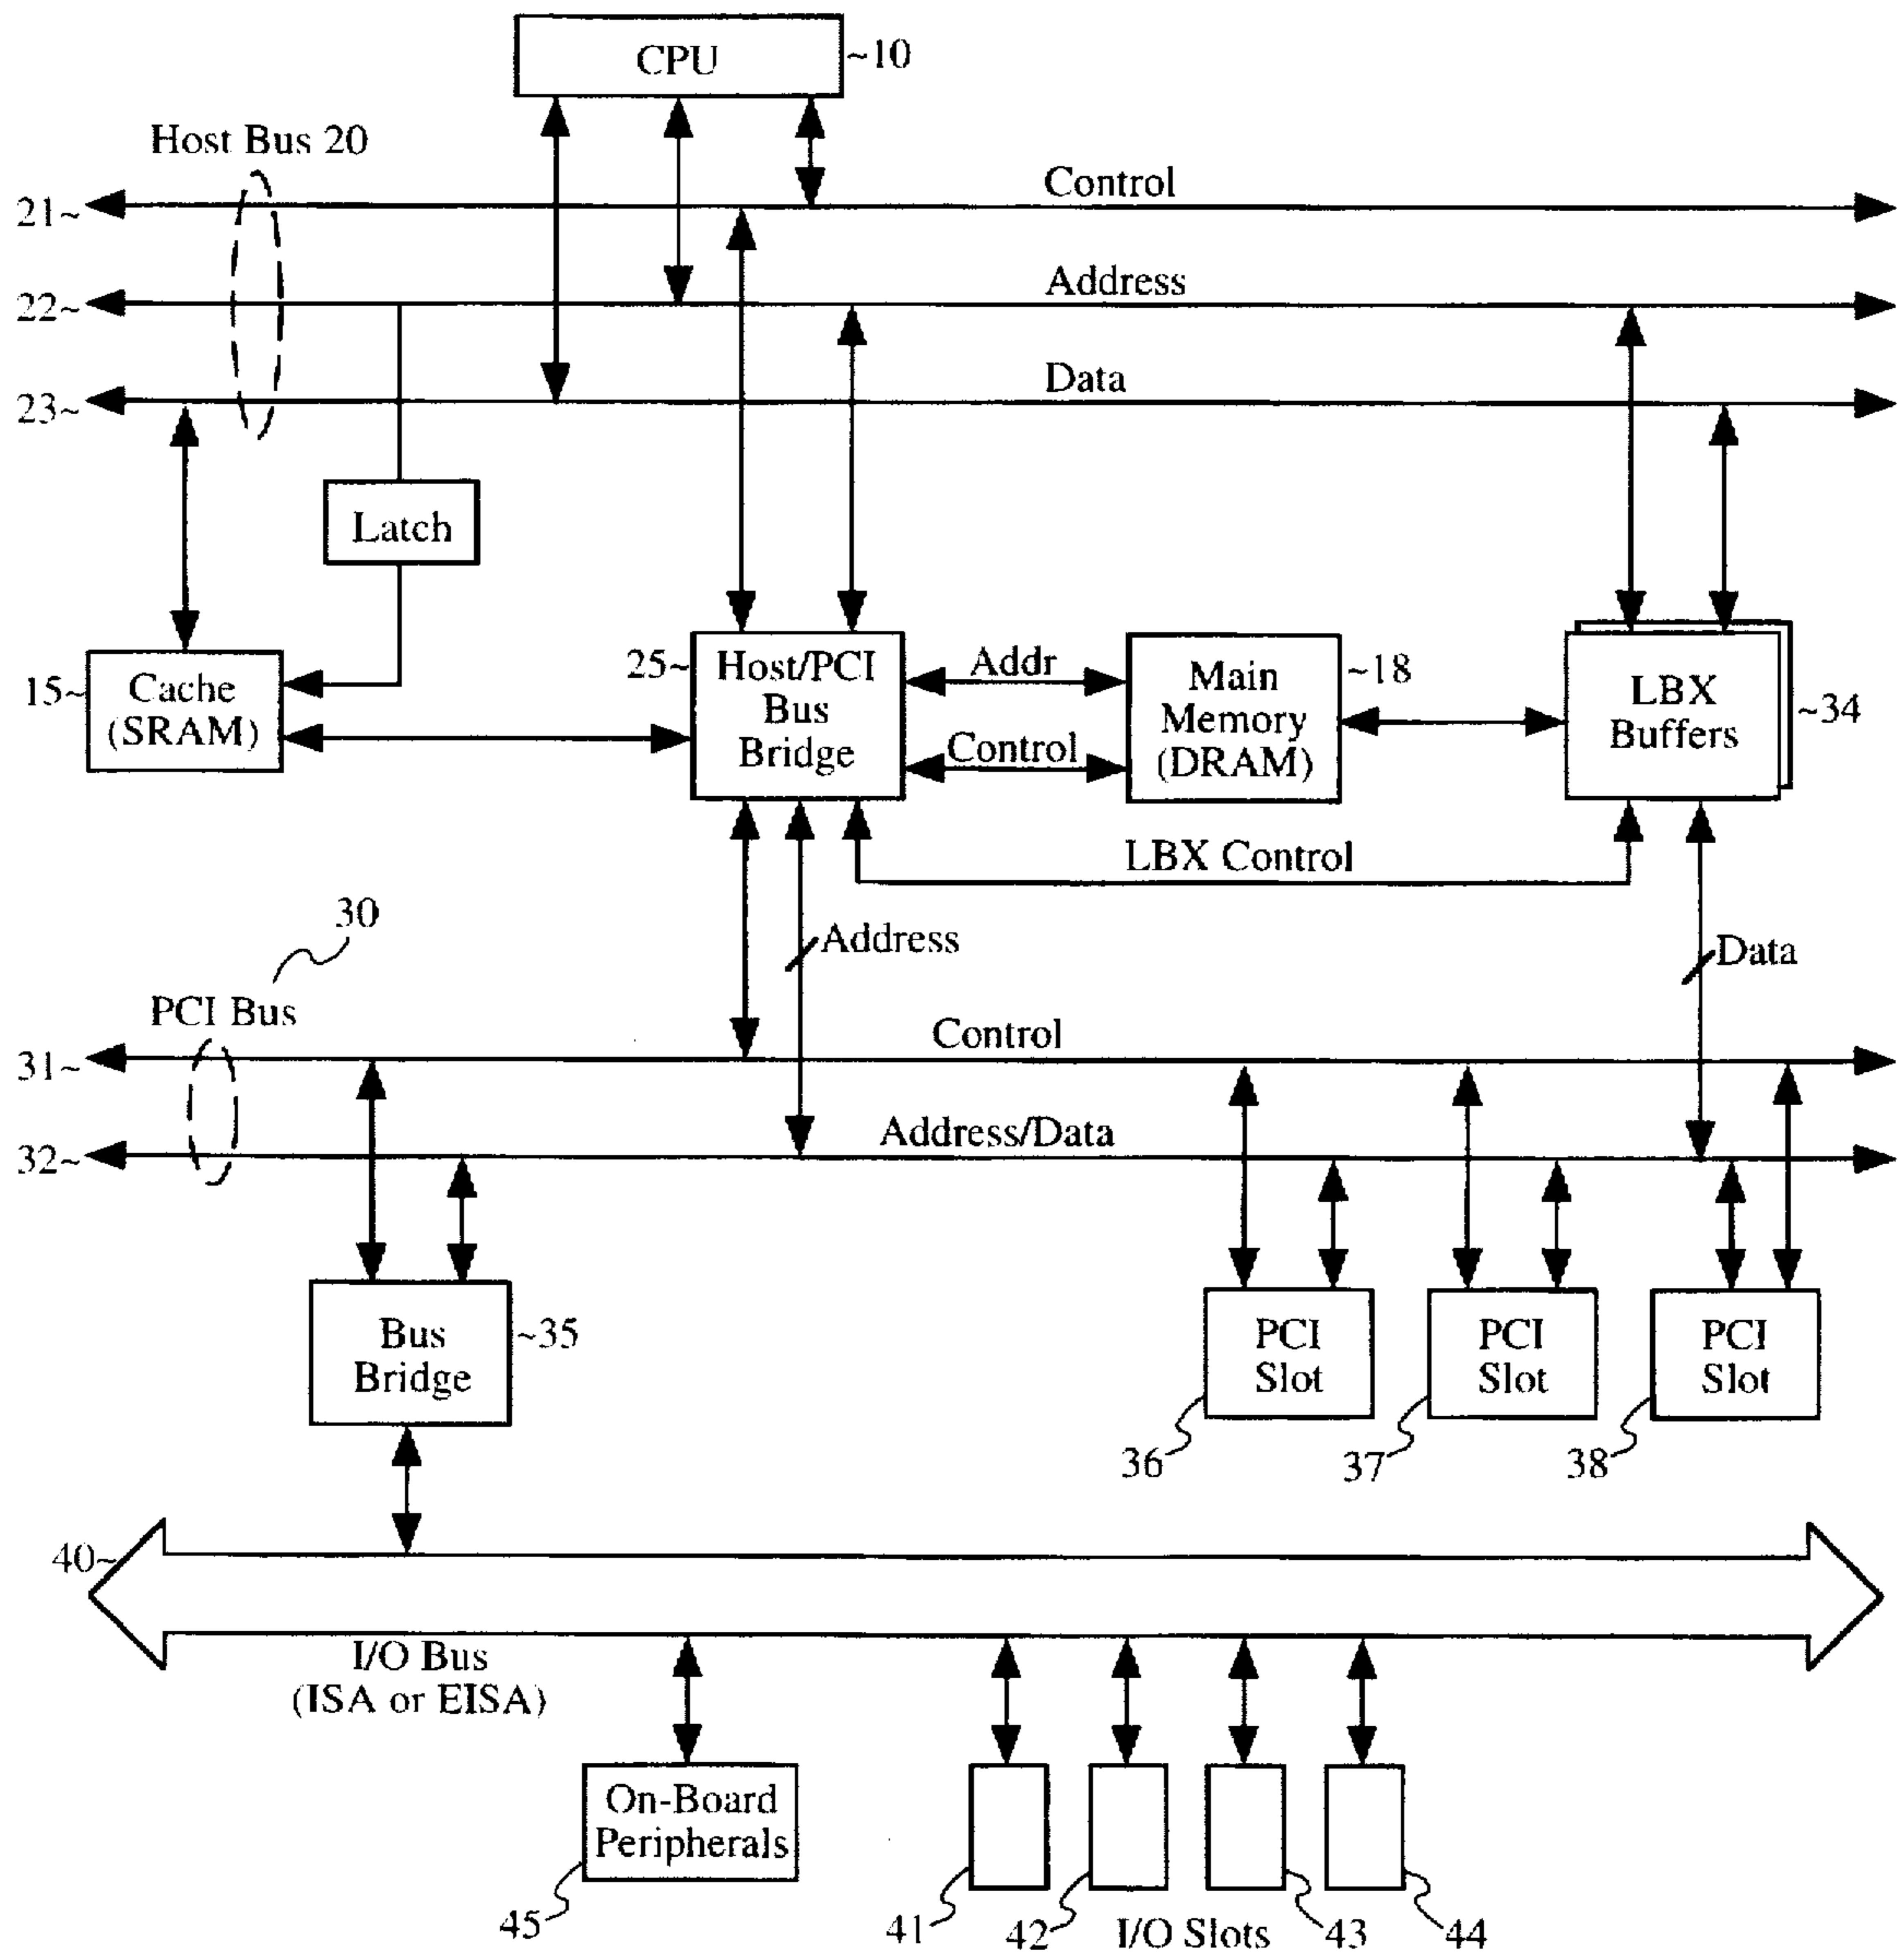 CPU
~10
Host Bus 20
Control
21~
Address
22~
Data
23~
Latch
15~
Cache
(SRAM)
25~
Host/PCI
Bus
Bridge
Addr
Control
Main
Memory
(DRAM)
~18
LBX
Buffers
~34
LBX Control
30
Address
Data
PCI Bus
Control
31~
Address/Data
32~
Bus
Bridge
~35
PCI
Slot
PCI
Slot
PCI
Slot
36
37
38
40~
I/O Bus
(ISA or EISA)
On-Board
Peripherals
45
41
42
I/O Slots
43
44